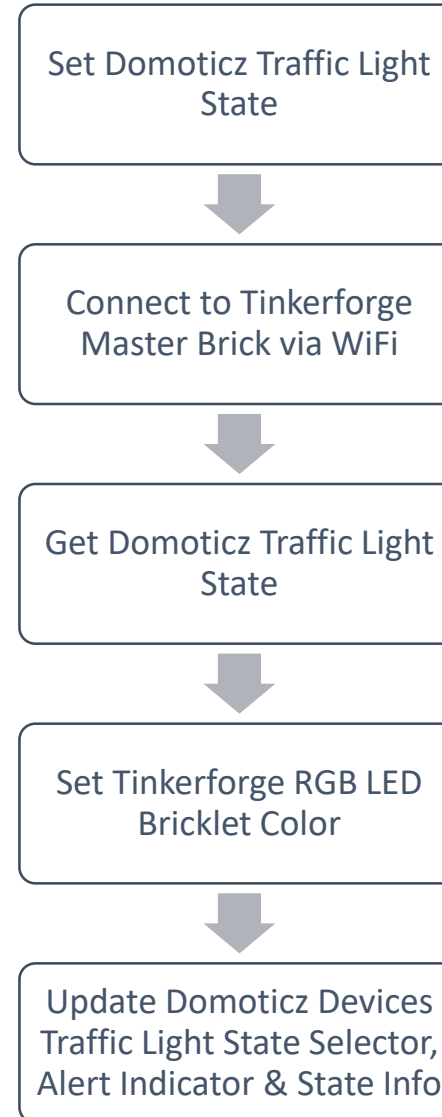 Set Domoticz Traffic Light
State
Connect to Tinkerforge
Master Brick via WiFi
Get Domoticz Traffic Light
State
Set Tinkerforge RGB LED
Bricklet Color
Update Domoticz Devices
Traffic Light State Selector,
Alert Indicator & State Info